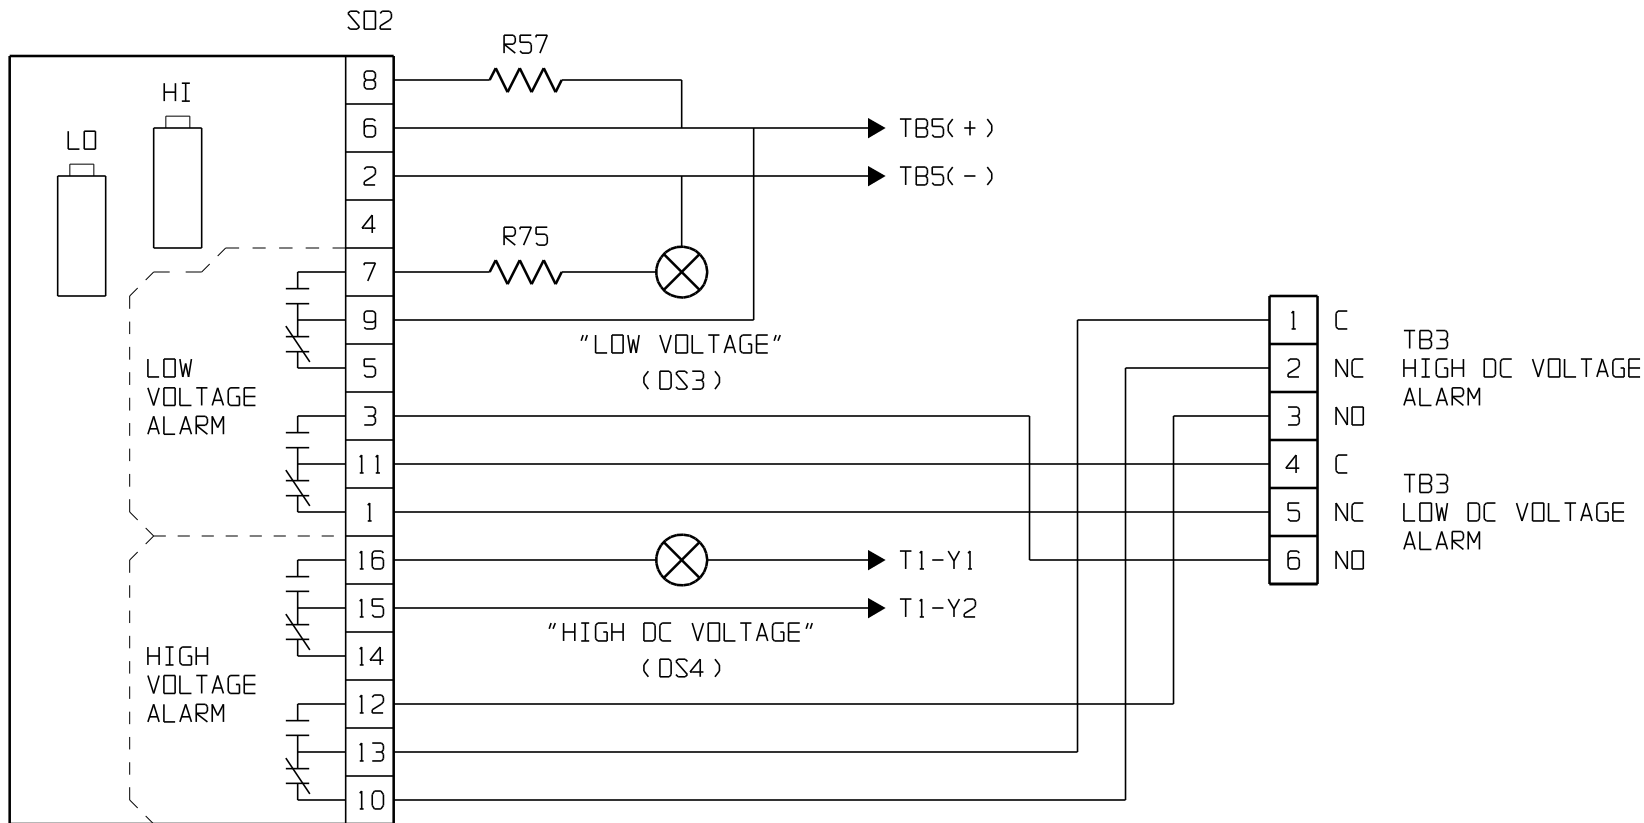 SO2
R57
8
HI
6
TB5(+)
LO
2
TB5(-)
4
R75
7
9
1
C
"LOW VOLTAGE"
TB3
LOW
5
2
NC
HIGH DC VOLTAGE
VOLTAGE
(DS3)
ALARM
ALARM
3
3
NO
11
4
C
TB3
1
5
NC
LOW DC VOLTAGE
ALARM
16
T1-Y1
6
NO
15
T1-Y2
"HIGH DC VOLTAGE"
HIGH
14
(DS4)
VOLTAGE
ALARM
12
13
10